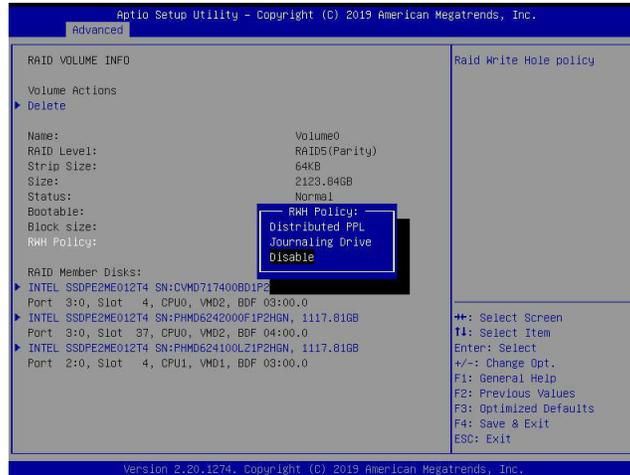 Aptio Setup Utility – Copyright (C) 2019 American Megatrends, Inc.
Advanced
RAID VOLUME INFO
Volume Actions
Delete
Name: Volume0
RAID Level: RAID5(Parity)
Strip Size: 64KB
Size: 2123.84GB
Status: Normal
Bootable:
Block size:
RWH Policy:
RWH Policy:
Distributed PPL
Journaling Drive
Disable
RAID Member Disks:
INTEL SSDPE2ME012T4 SN:CVMD717400BD1P2
Port 3:0, Slot 4, CPU0, VMD2, BDF 03:00.0
INTEL SSDPE2ME012T4 SN:PHMD6242000F1P2HGN, 1117.81GB
Port 3:0, Slot 37, CPU0, VMD2, BDF 04:00.0
INTEL SSDPE2ME012T4 SN:PHMD624100LZ1P2HGN, 1117.81GB
Port 2:0, Slot 4, CPU1, VMD1, BDF 03:00.0
Raid Write Hole policy
→←: Select Screen
↑↓: Select Item
Enter: Select
+/-: Change Opt.
F1: General Help
F2: Previous Values
F3: Optimized Defaults
F4: Save & Exit
ESC: Exit
Version 2.20.1274. Copyright (C) 2019 American Megatrends, Inc.